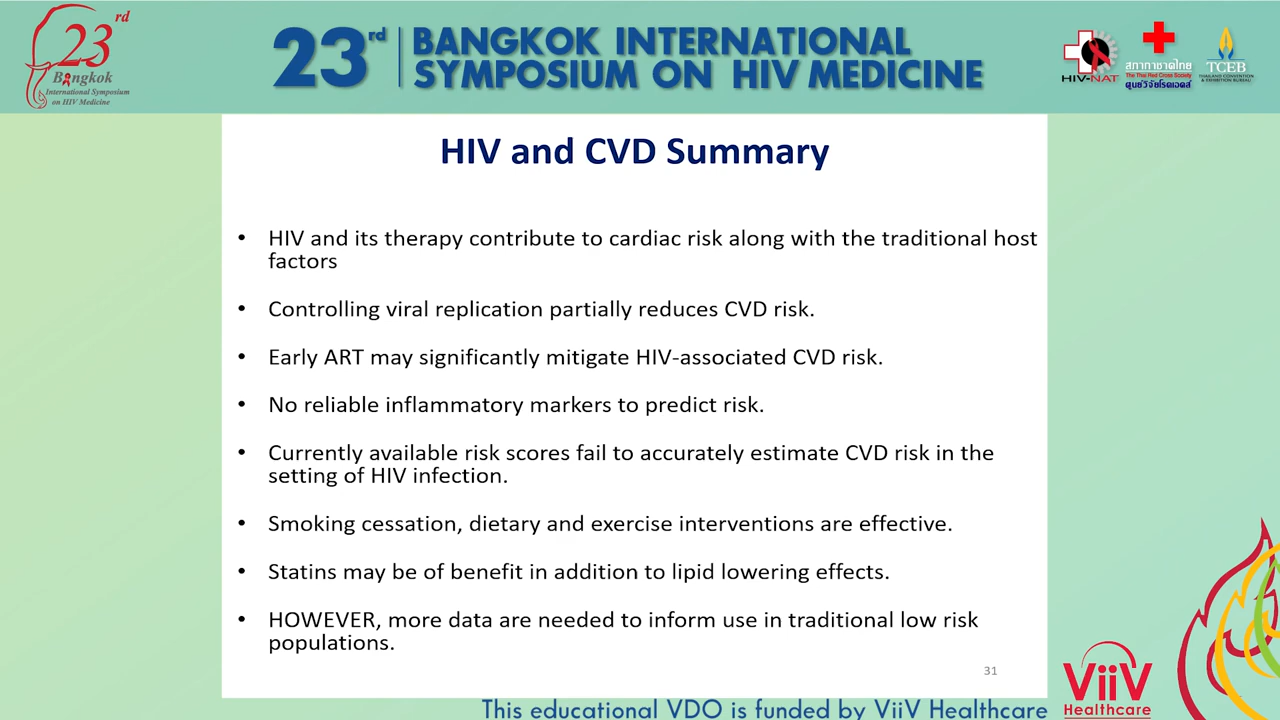 23rd
Bangkok
International Symposium
on HIV Medicine
23rd BANGKOK INTERNATIONAL
SYMPOSIUM ON HIV MEDICINE
HIV-NAT
สภากาชาดไทย
The Thai Red Cross Society
ศูนย์วิจัยโรคเอดส์
TCEB
THAILAND CONVENTION
& EXHIBITION BUREAU
HIV and CVD Summary
• HIV and its therapy contribute to cardiac risk along with the traditional host
factors
• Controlling viral replication partially reduces CVD risk.
• Early ART may significantly mitigate HIV-associated CVD risk.
• No reliable inflammatory markers to predict risk.
• Currently available risk scores fail to accurately estimate CVD risk in the
setting of HIV infection.
• Smoking cessation, dietary and exercise interventions are effective.
• Statins may be of benefit in addition to lipid lowering effects.
• HOWEVER, more data are needed to inform use in traditional low risk
populations.
31
ViiV
Healthcare
This educational VDO is funded by ViiV Healthcare